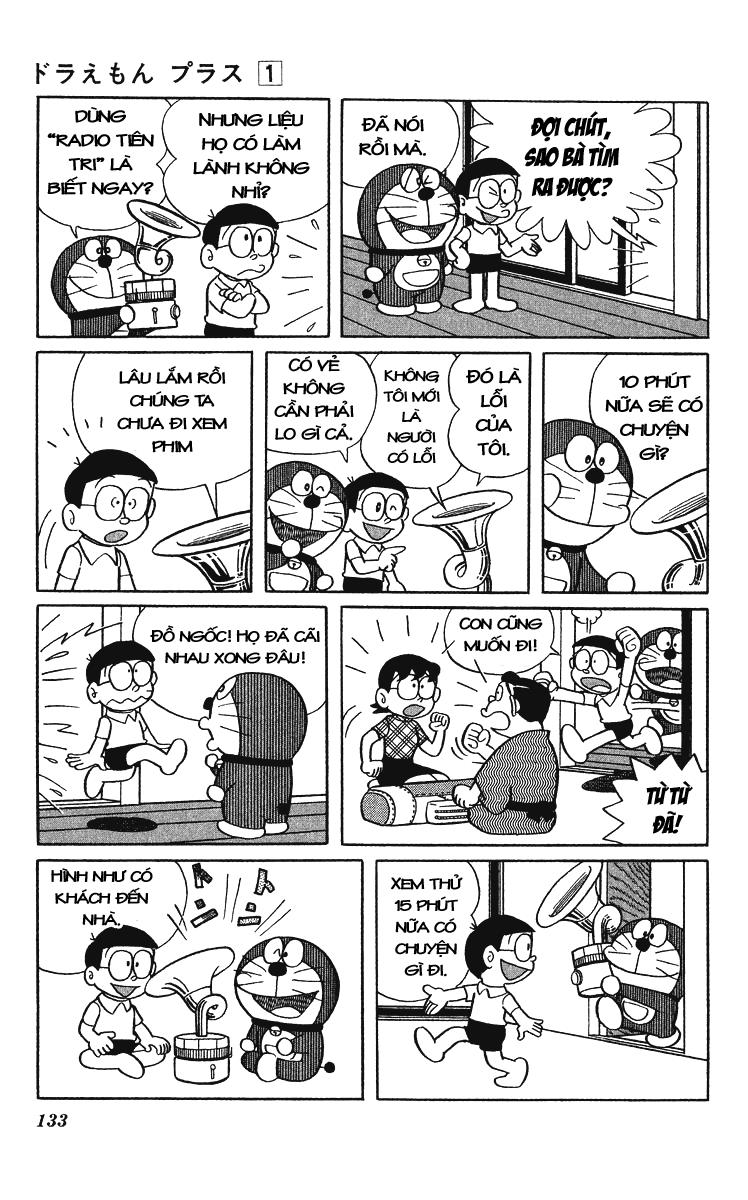 ドラえもん プラス 1
ĐỢI CHÚT,
SAO BÀ TÌM
RA ĐƯỢC?
ĐÃ NÓI
RỒI MÀ.
NHƯNG LIỆU
HỌ CÓ LÀM
LÀNH KHÔNG
NHỈ?
DÙNG
“RADIO TIÊN
TRI” LÀ
BIẾT NGAY?
10 PHÚT
NỮA SẼ CÓ
CHUYỆN
GÌ?
ĐÓ LÀ
LỖI
CỦA
TÔI.
KHÔNG
TÔI MỚI
LÀ
NGƯỜI
CÓ LỖI
CÓ VẺ
KHÔNG
CẦN PHẢI
LO GÌ CẢ.
LÂU LẮM RỒI
CHÚNG TA
CHƯA ĐI XEM
PHIM
CON CŨNG
MUỐN ĐI!
TỪ TỪ
ĐÃ!
ĐỒ NGỐC! HỌ ĐÃ CÃI
NHAU XONG ĐÂU!
XEM THỬ
15 PHÚT
NỮA CÓ
CHUYỆN
GÌ ĐI.
HÌNH NHƯ CÓ
KHÁCH ĐẾN
NHÀ.
133